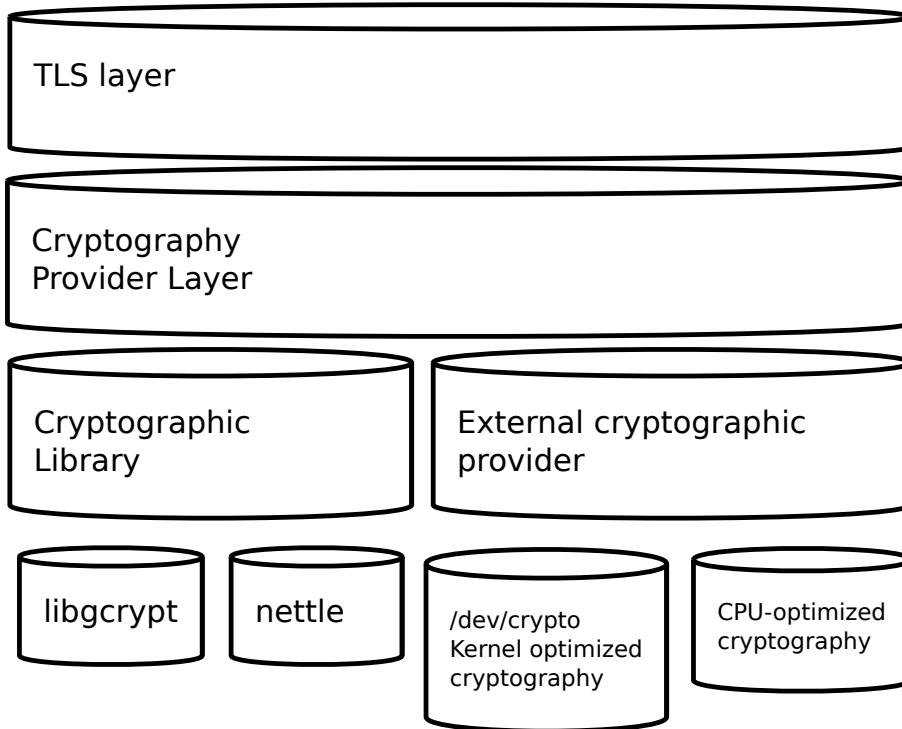 TLS layer
Cryptography
Provider Layer
Cryptographic
Library
External cryptographic
provider
libgcrypt
nettle
/dev/crypto
Kernel optimized
cryptography
CPU-optimized
cryptography